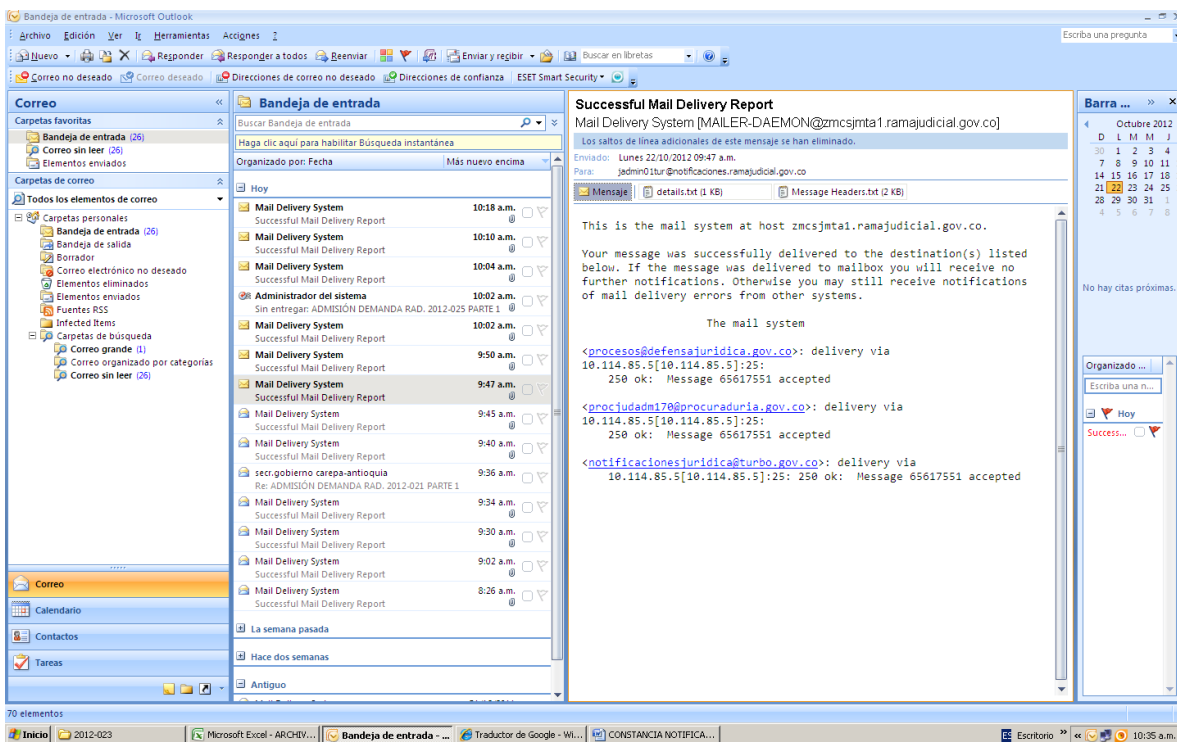 Bandeja de entrada - Microsoft Outlook
Archivo Edición Ver Ir Herramientas Acciones ?
Escriba una pregunta
Nuevo Responder Responder a todos Reenviar Enviar y recibir Buscar en libretas
Correo no deseado Correo deseado Direcciones de correo no deseado Direcciones de confianza ESET Smart Security
Correo
Carpetas favoritas
Bandeja de entrada (26)
Correo sin leer (26)
Elementos enviados
Carpetas de correo
Todos los elementos de correo
Carpetas personales
Bandeja de entrada (26)
Bandeja de salida
Borrador
Correo electrónico no deseado
Elementos eliminados
Elementos enviados
Fuentes RSS
Infected Items
Carpetas de búsqueda
Correo grande (1)
Correo organizado por categorías
Correo sin leer (26)
Correo
Calendario
Contactos
Tareas
Bandeja de entrada
Buscar Bandeja de entrada
Haga clic aquí para habilitar Búsqueda instantánea
Organizado por: Fecha Más nuevo encima
Hoy
Mail Delivery System 10:18 a.m.
Successful Mail Delivery Report
Mail Delivery System 10:10 a.m.
Successful Mail Delivery Report
Mail Delivery System 10:04 a.m.
Successful Mail Delivery Report
Administrador del sistema 10:02 a.m.
Sin entregar: ADMISIÓN DEMANDA RAD. 2012-025 PARTE 1
Mail Delivery System 10:02 a.m.
Successful Mail Delivery Report
Mail Delivery System 9:50 a.m.
Successful Mail Delivery Report
Mail Delivery System 9:47 a.m.
Successful Mail Delivery Report
Mail Delivery System 9:45 a.m.
Successful Mail Delivery Report
Mail Delivery System 9:40 a.m.
Successful Mail Delivery Report
secr.gobierno carepa-antioquia 9:36 a.m.
Re: ADMISIÓN DEMANDA RAD. 2012-021 PARTE 1
Mail Delivery System 9:34 a.m.
Successful Mail Delivery Report
Mail Delivery System 9:30 a.m.
Successful Mail Delivery Report
Mail Delivery System 9:02 a.m.
Successful Mail Delivery Report
Mail Delivery System 8:26 a.m.
Successful Mail Delivery Report
La semana pasada
Hace dos semanas
Antiguo
Successful Mail Delivery Report
Mail Delivery System [MAILER-DAEMON@zmcsjmta1.ramajudicial.gov.co]
Los saltos de línea adicionales de este mensaje se han eliminado.
Enviado: Lunes 22/10/2012 09:47 a.m.
Para: jadmin01tur@notificaciones.ramajudicial.gov.co
Mensaje details.txt (1 KB) Message Headers.txt (2 KB)
This is the mail system at host zmcsjmta1.ramajudicial.gov.co.
Your message was successfully delivered to the destination(s) listed
below. If the message was delivered to mailbox you will receive no
further notifications. Otherwise you may still receive notifications
of mail delivery errors from other systems.
The mail system
<procesos@defensajuridica.gov.co>: delivery via
10.114.85.5[10.114.85.5]:25:
250 ok: Message 65617551 accepted
<procjudadm170@procuraduria.gov.co>: delivery via
10.114.85.5[10.114.85.5]:25:
250 ok: Message 65617551 accepted
<notificacionesjuridica@turbo.gov.co>: delivery via
10.114.85.5[10.114.85.5]:25: 250 ok: Message 65617551 accepted
Barra ...
Octubre 2012
D L M M J
30 1 2 3 4
7 8 9 10 11
14 15 16 17 18
21 22 23 24 25
28 29 30 31 1
4 5 6 7 8
No hay citas próximas.
Organizado ...
Escriba una n...
Hoy
Success...
70 elementos
Inicio 2012-023 Microsoft Excel - ARCHIV... Bandeja de entrada - ... Traductor de Google - Wi... CONSTANCIA NOTIFICA... ES Escritorio 10:35 a.m.